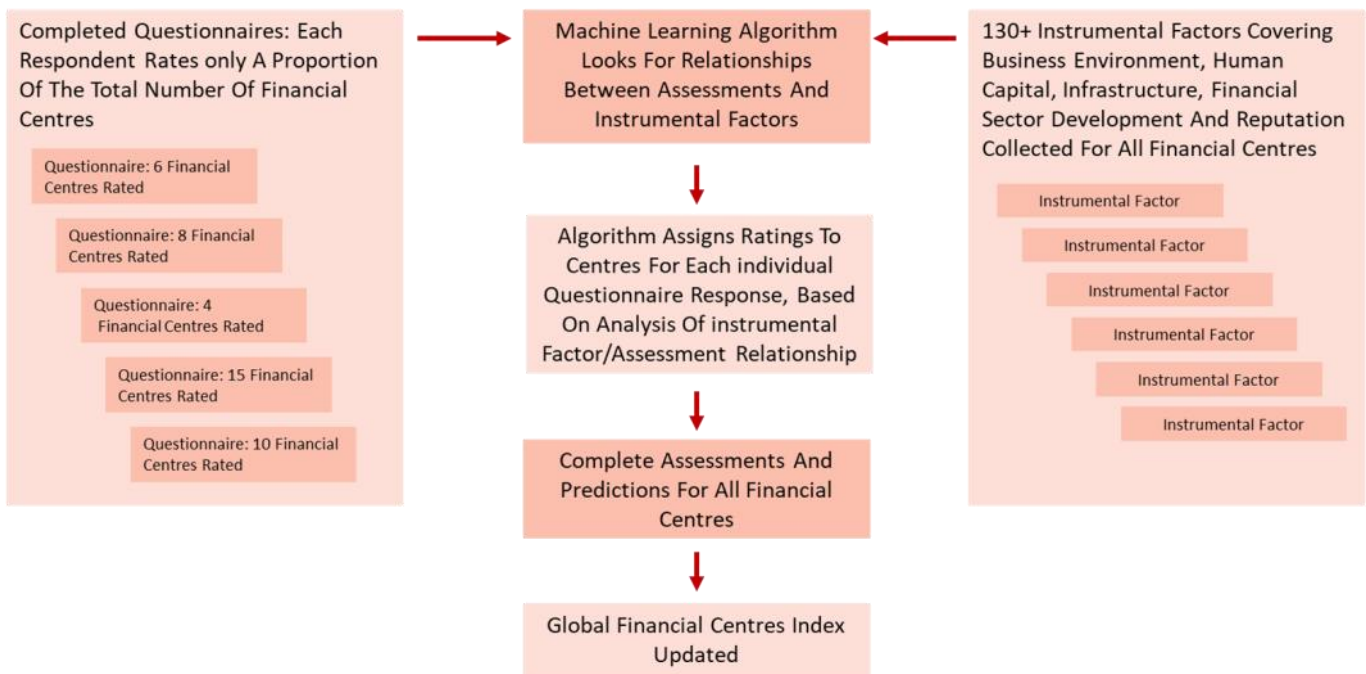 Completed Questionnaires: Each
Respondent Rates only A Proportion
Of The Total Number Of Financial
Centres
Questionnaire: 6 Financial
Centres Rated
Questionnaire: 8 Financial
Centres Rated
Questionnaire: 4
Financial Centres Rated
Questionnaire: 15 Financial
Centres Rated
Questionnaire: 10 Financial
Centres Rated
Machine Learning Algorithm
Looks For Relationships
Between Assessments And
Instrumental Factors
Algorithm Assigns Ratings To
Centres For Each individual
Questionnaire Response, Based
On Analysis Of instrumental
Factor/Assessment Relationship
Complete Assessments And
Predictions For All Financial
Centres
Global Financial Centres Index
Updated
130+ Instrumental Factors Covering
Business Environment, Human
Capital, Infrastructure, Financial
Sector Development And Reputation
Collected For All Financial Centres
Instrumental Factor
Instrumental Factor
Instrumental Factor
Instrumental Factor
Instrumental Factor
Instrumental Factor